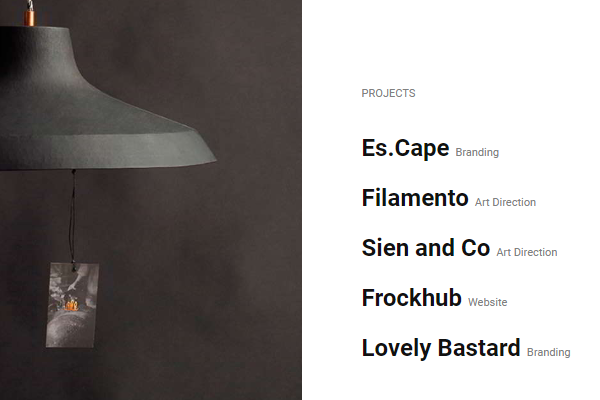 PROJECTS
Es.Cape Branding
Filamento Art Direction
Sien and Co Art Direction
Frockhub Website
Lovely Bastard Branding